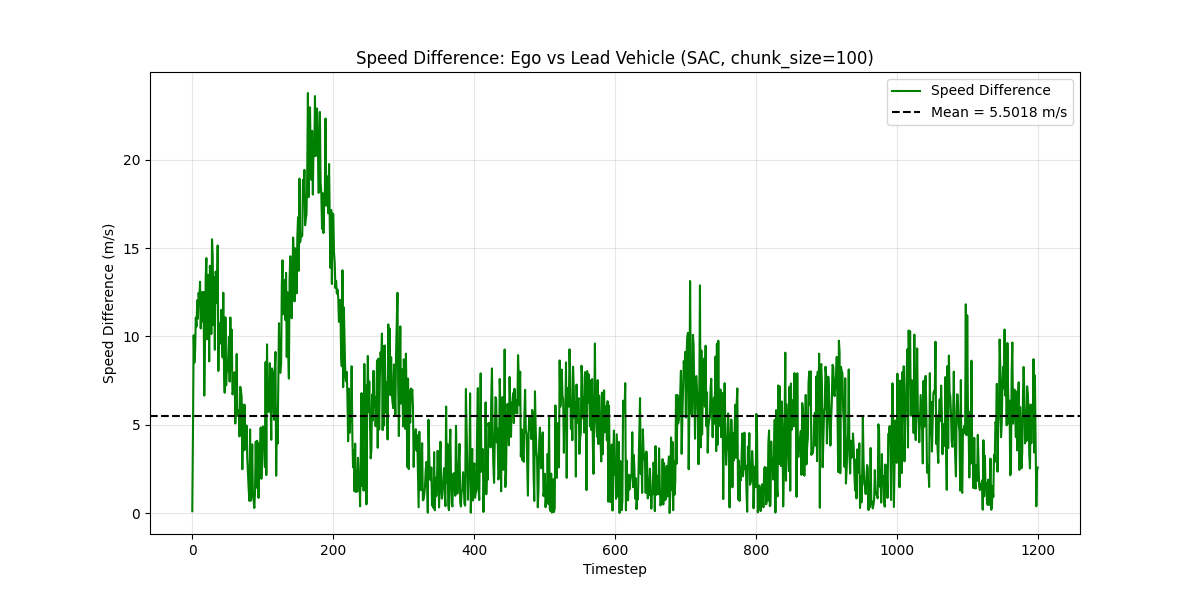 Speed Difference: Ego vs Lead Vehicle (SAC, chunk_size=100)
Speed Difference
Mean = 5.5018 m/s
Speed Difference (m/s)
20
15
10
5
0
0 200 400 600 800 1000 1200
Timestep